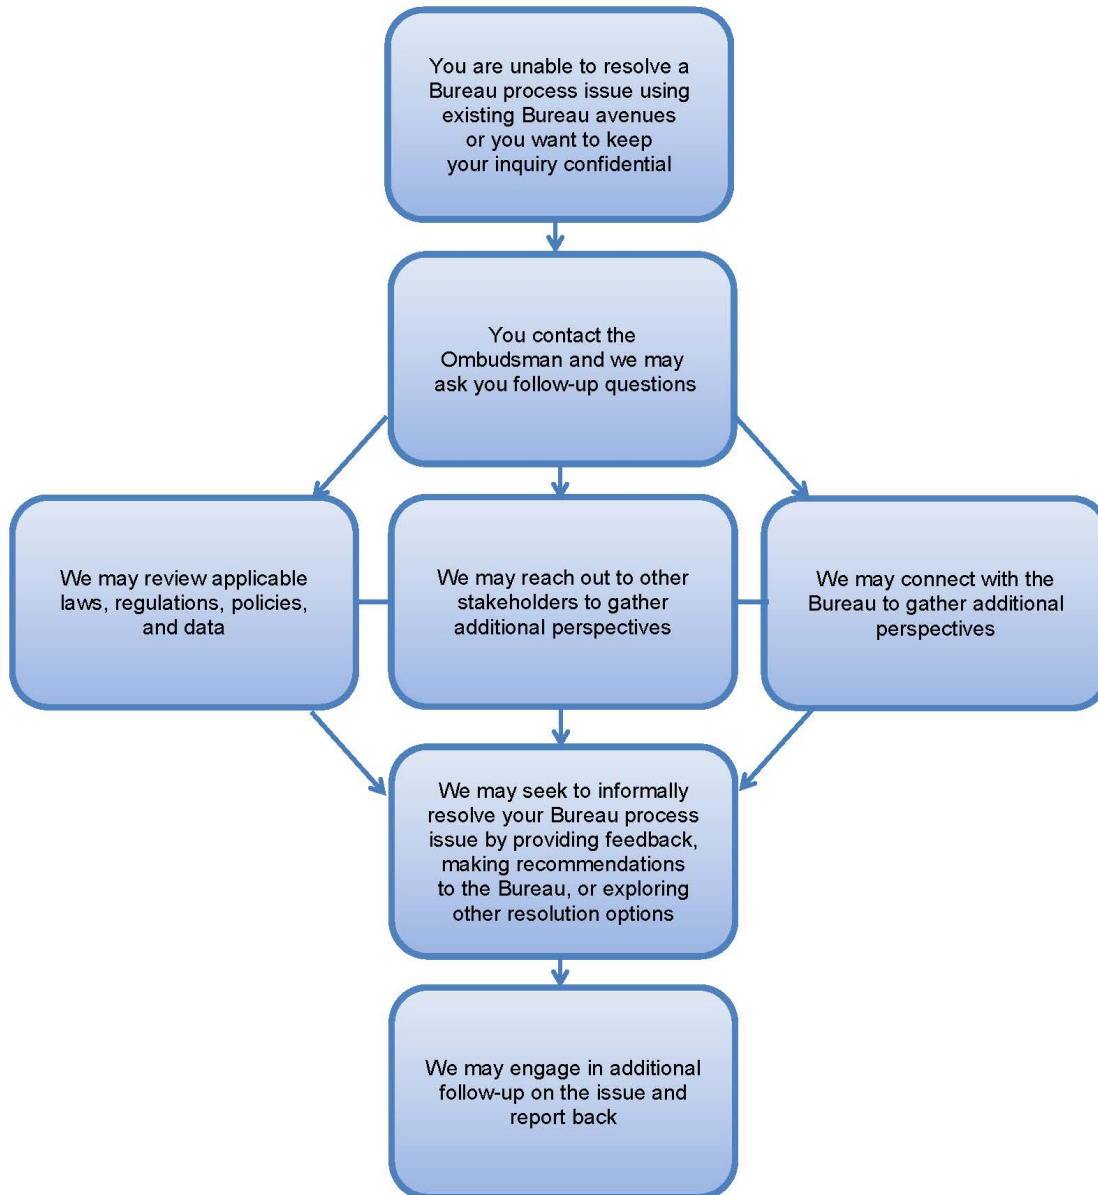 You are unable to resolve a
Bureau process issue using
existing Bureau avenues
or you want to keep
your inquiry confidential
You contact the
Ombudsman and we may
ask you follow-up questions
We may review applicable
laws, regulations, policies,
and data
We may reach out to other
stakeholders to gather
additional perspectives
We may connect with the
Bureau to gather additional
perspectives
We may seek to informally
resolve your Bureau process
issue by providing feedback,
making recommendations
to the Bureau, or exploring
other resolution options
We may engage in additional
follow-up on the issue and
report back